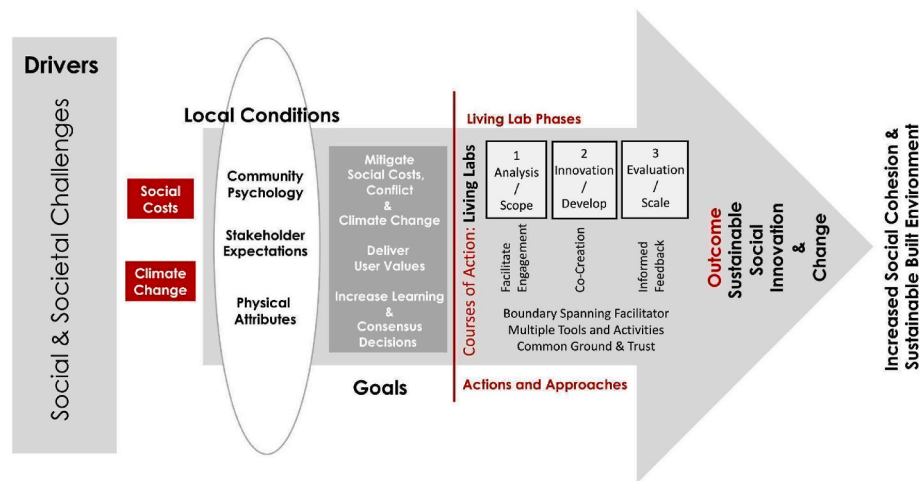 Drivers
Social & Societal Challenges
Social
Costs
Climate
Change
Local Conditions
Community
Psychology
Stakeholder
Expectations
Physical
Attributes
Mitigate
Social Costs,
Conflict
&
Climate Change
Deliver
User Values
Increase Learning
&
Consensus
Decisions
Goals
Courses of Action: Living Labs
Living Lab Phases
1
Analysis
/
Scope
2
Innovation/
Develop
3
Evaluation
/
Scale
Facilitate
Engagement
Co-Creation
Informed
Feedback
Boundary Spanning Facilitator
Multiple Tools and Activities
Common Ground & Trust
Actions and Approaches
Outcome
Sustainable
Social
Innovation
&
Change
Increased Social Cohesion &
Sustainable Built Environment